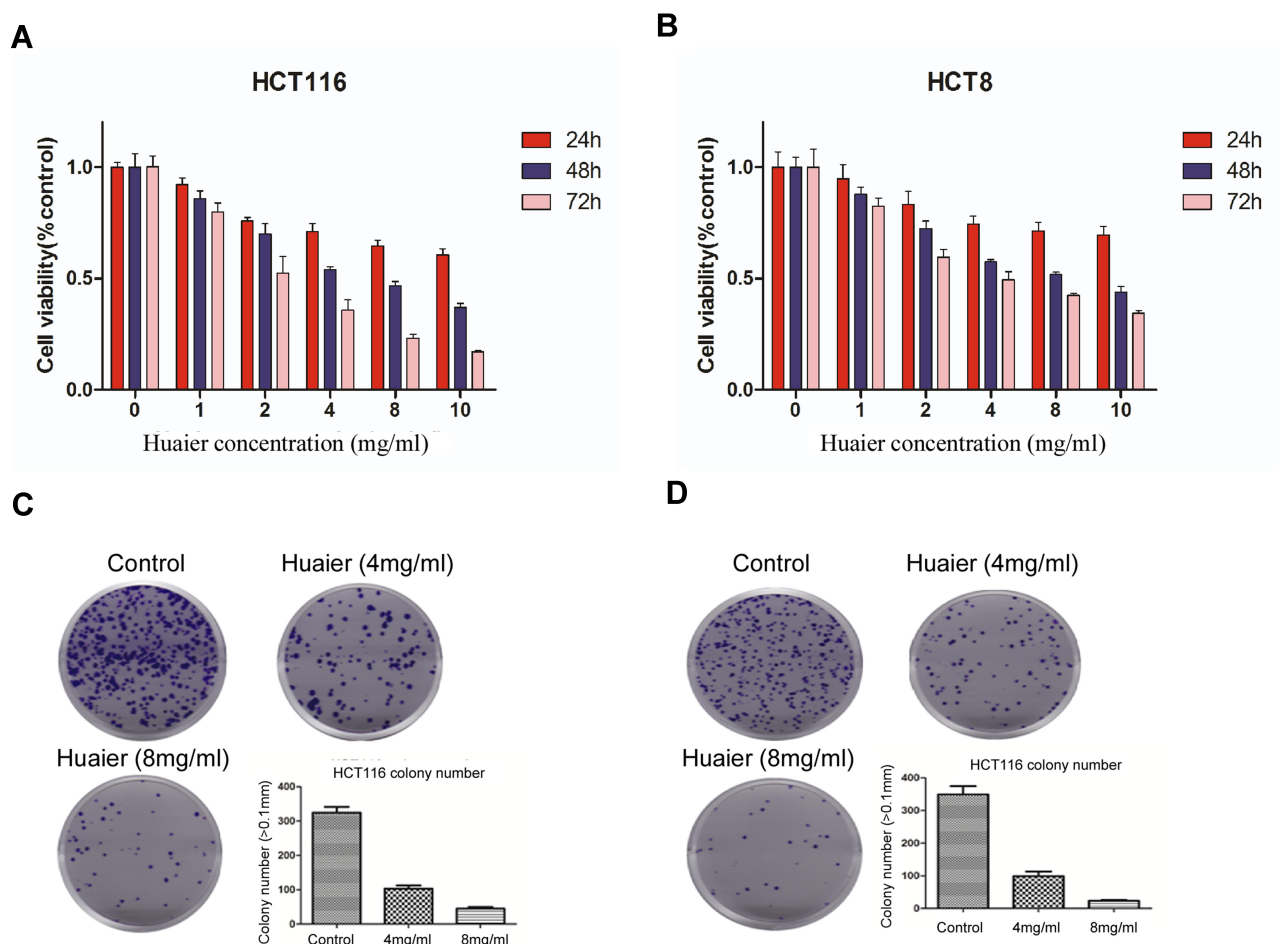 A
HCT116
Cell viability(%control)
1.0
0.5
0.0
0 1 2 4 8 10
Huaier concentration (mg/ml)
24h
48h
72h
B
HCT8
Cell viability(%control)
1.0
0.5
0.0
0 1 2 4 8 10
Huaier concentration (mg/ml)
24h
48h
72h
C
Control
Huaier (4mg/ml)
Huaier (8mg/ml)
HCT116 colony number
Colony number (>0.1mm)
400
300
200
100
0
Control 4mg/ml 8mg/ml
D
Control
Huaier (4mg/ml)
Huaier (8mg/ml)
HCT116 colony number
Colony number (>0.1mm)
400
300
200
100
0
Control 4mg/ml 8mg/ml